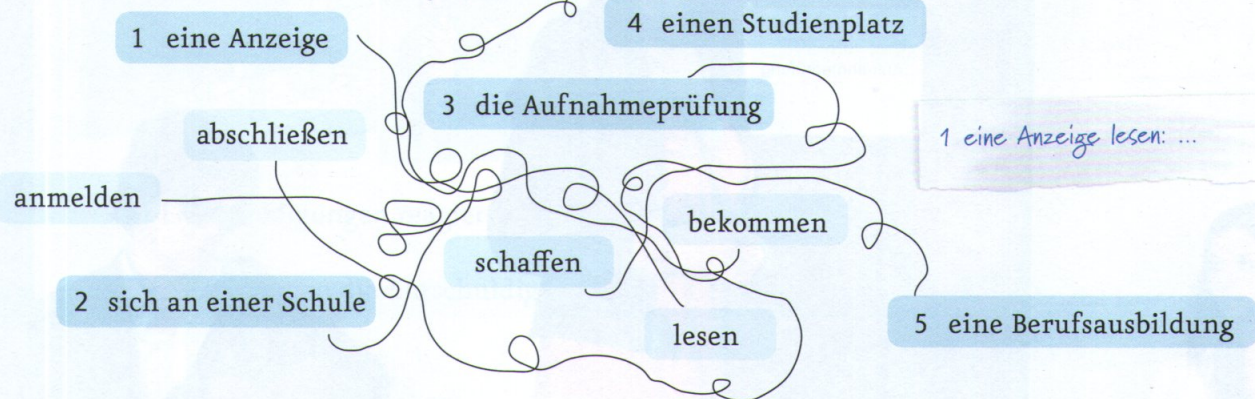 4 einen Studienplatz
1 eine Anzeige
3 die Aufnahmeprüfung
abschließen
1 eine Anzeige lesen: ...
anmelden
bekommen
schaffen
2 sich an einer Schule
lesen
5 eine Berufsausbildung